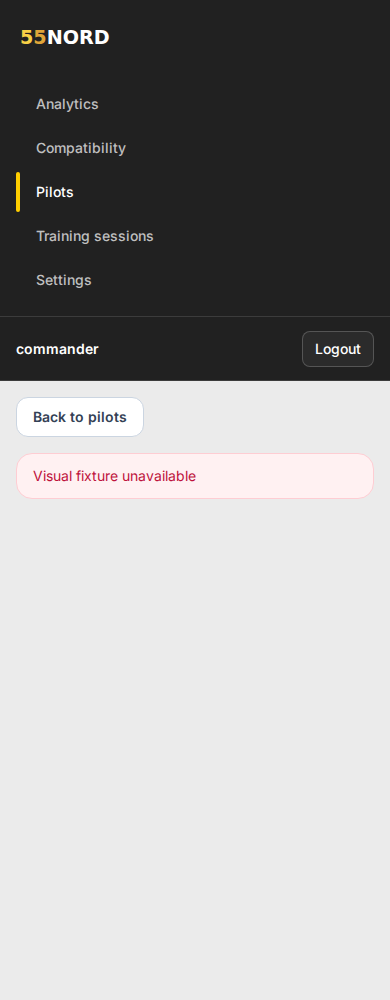 55NORD
Analytics
Compatibility
Pilots
Training sessions
Settings
commander
Logout
Back to pilots
Visual fixture unavailable